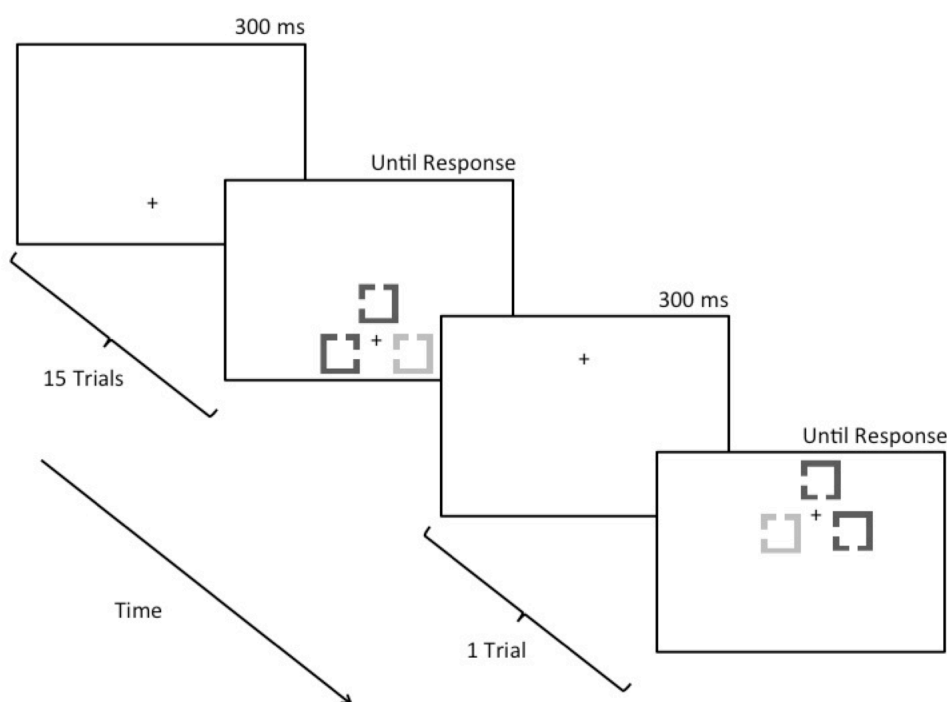 300 ms
Until Response
300 ms
15 Trials
Until Response
Time
1 Trial